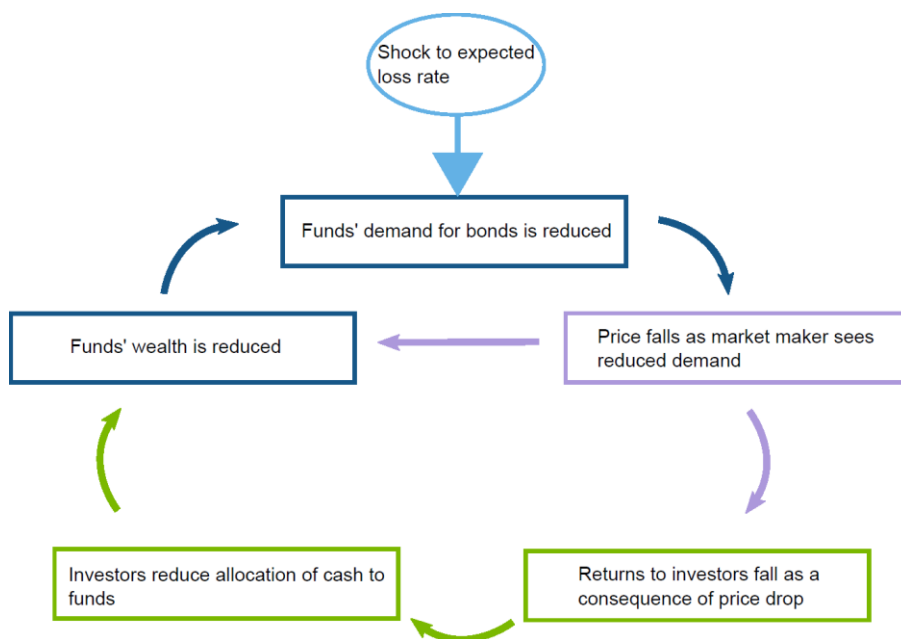 Shock to expected
loss rate
Funds' demand for bonds is reduced
Funds' wealth is reduced
Price falls as market maker sees
reduced demand
Investors reduce allocation of cash to
funds
Returns to investors fall as a
consequence of price drop